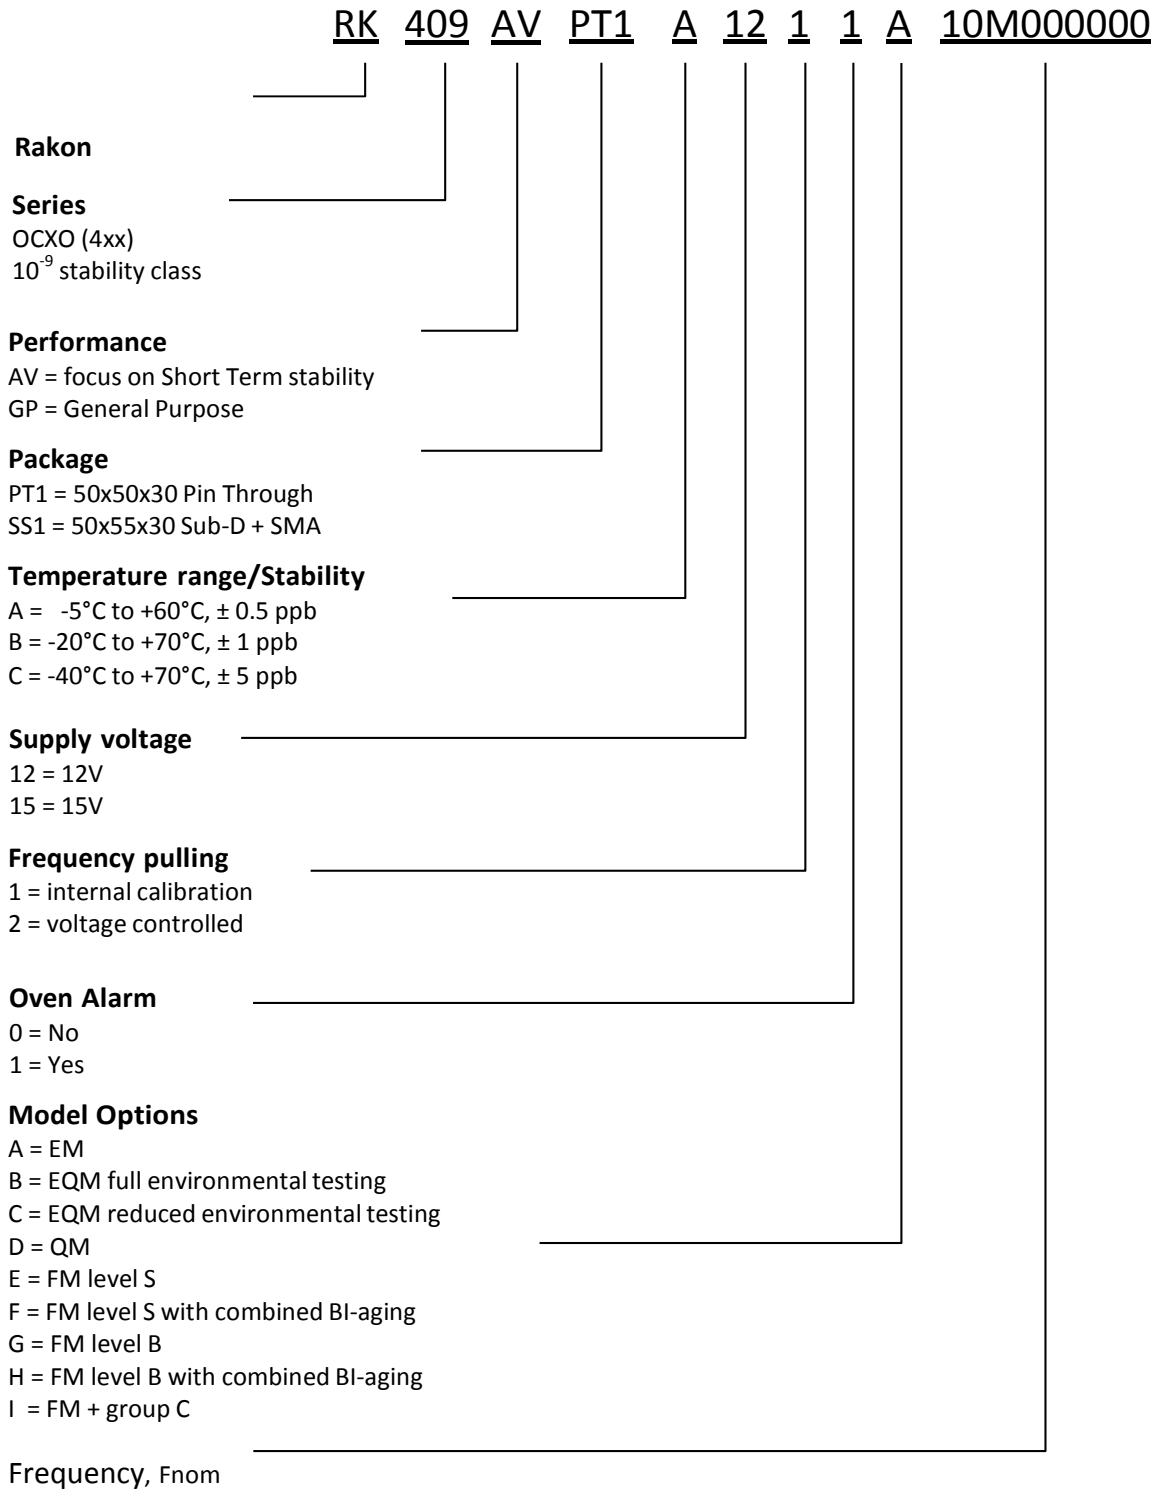 RK 409 AV PT1 A 12 1 1 A 10M000000
Rakon
Series
OCXO (4xx)
10⁻⁹ stability class
Performance
AV = focus on Short Term stability
GP = General Purpose
Package
PT1 = 50x50x30 Pin Through
SS1 = 50x55x30 Sub-D + SMA
Temperature range/Stability
A = -5°C to +60°C, ± 0.5 ppb
B = -20°C to +70°C, ± 1 ppb
C = -40°C to +70°C, ± 5 ppb
Supply voltage
12 = 12V
15 = 15V
Frequency pulling
1 = internal calibration
2 = voltage controlled
Oven Alarm
0 = No
1 = Yes
Model Options
A = EM
B = EQM full environmental testing
C = EQM reduced environmental testing
D = QM
E = FM level S
F = FM level S with combined BI-aging
G = FM level B
H = FM level B with combined BI-aging
I = FM + group C
Frequency, Fnom